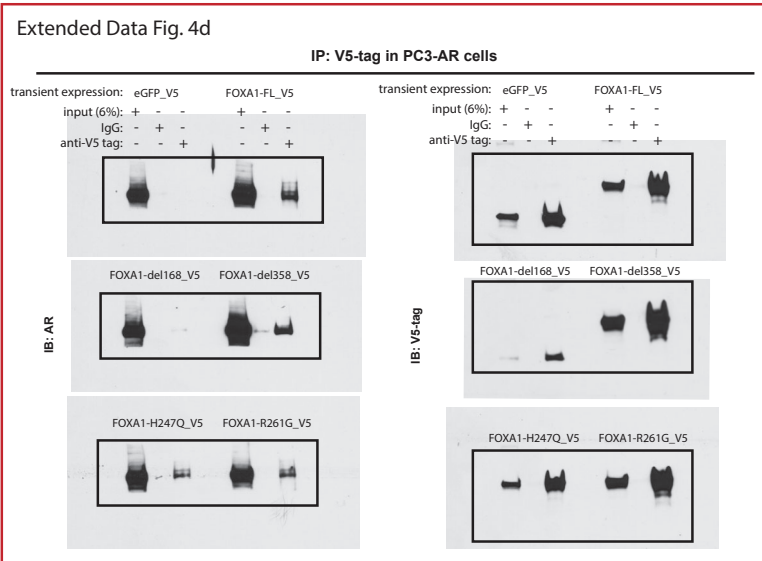 Extended Data Fig. 4d
IP: V5-tag in PC3-AR cells
transient expression: eGFP_V5 FOXA1-FL_V5
input (6%): + - - + - -
IgG: - + - - + -
anti-V5 tag: - - + - - +
FOXA1-del168_V5 FOXA1-del358_V5
IB: AR
FOXA1-H247Q_V5 FOXA1-R261G_V5
transient expression: eGFP_V5 FOXA1-FL_V5
input (6%): + - - + - -
IgG: - + - - + -
anti-V5 tag: - - + - - +
FOXA1-del168_V5 FOXA1-del358_V5
IB: V5-tag
FOXA1-H247Q_V5 FOXA1-R261G_V5